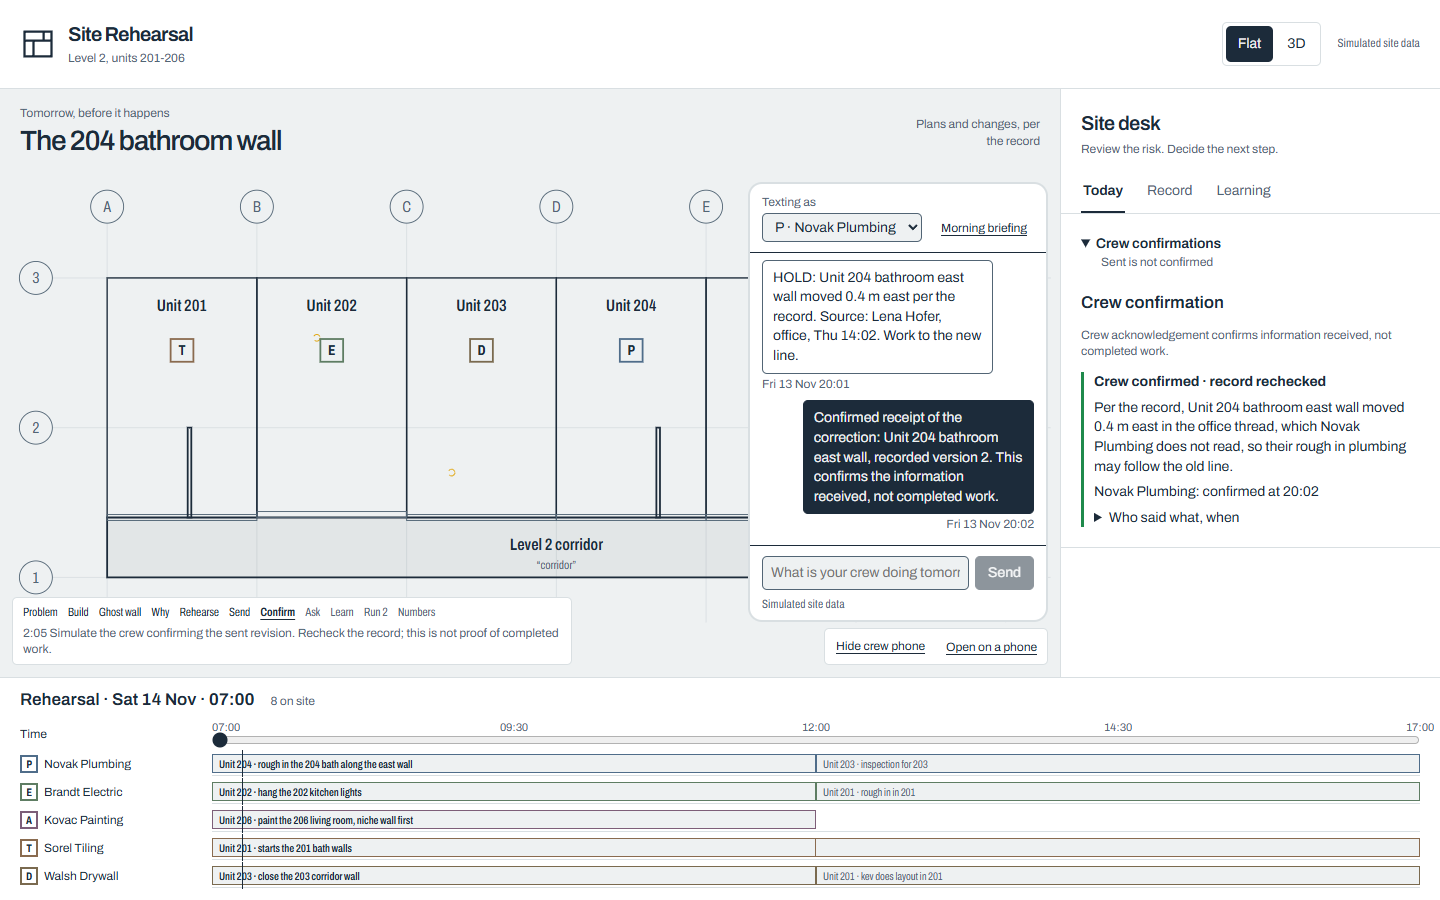 Site Rehearsal
Level 2, units 201-206
Flat
3D
Simulated site data
Tomorrow, before it happens
The 204 bathroom wall
Plans and changes, per
the record
A
B
C
D
E
3
2
1
Unit 201
Unit 202
Unit 203
Unit 204
T
E
D
P
Level 2 corridor
“corridor”
Texting as
P · Novak Plumbing
Morning briefing
HOLD: Unit 204 bathroom east
wall moved 0.4 m east per the
record. Source: Lena Hofer,
office, Thu 14:02. Work to the new
line.
Fri 13 Nov 20:01
Confirmed receipt of the
correction: Unit 204 bathroom
east wall, recorded version 2. This
confirms the information
received, not completed work.
Fri 13 Nov 20:02
What is your crew doing tomorr
Send
Simulated site data
Hide crew phone
Open on a phone
Problem Build Ghost wall Why Rehearse Send Confirm Ask Learn Run 2 Numbers
2:05 Simulate the crew confirming the sent revision. Recheck the record; this is not proof of completed
work.
Site desk
Review the risk. Decide the next step.
Today Record Learning
Crew confirmations
Sent is not confirmed
Crew confirmation
Crew acknowledgement confirms information received, not
completed work.
Crew confirmed · record rechecked
Per the record, Unit 204 bathroom east wall moved
0.4 m east in the office thread, which Novak
Plumbing does not read, so their rough in plumbing
may follow the old line.
Novak Plumbing: confirmed at 20:02
Who said what, when
Rehearsal · Sat 14 Nov · 07:00
8 on site
Time
07:00
09:30
12:00
14:30
17:00
P Novak Plumbing
Unit 204 · rough in the 204 bath along the east wall
Unit 203 · inspection for 203
E Brandt Electric
Unit 202 · hang the 202 kitchen lights
Unit 201 · rough in in 201
A Kovac Painting
Unit 206 · paint the 206 living room, niche wall first
T Sorel Tiling
Unit 201 · starts the 201 bath walls
D Walsh Drywall
Unit 203 · close the 203 corridor wall
Unit 201 · kev does layout in 201